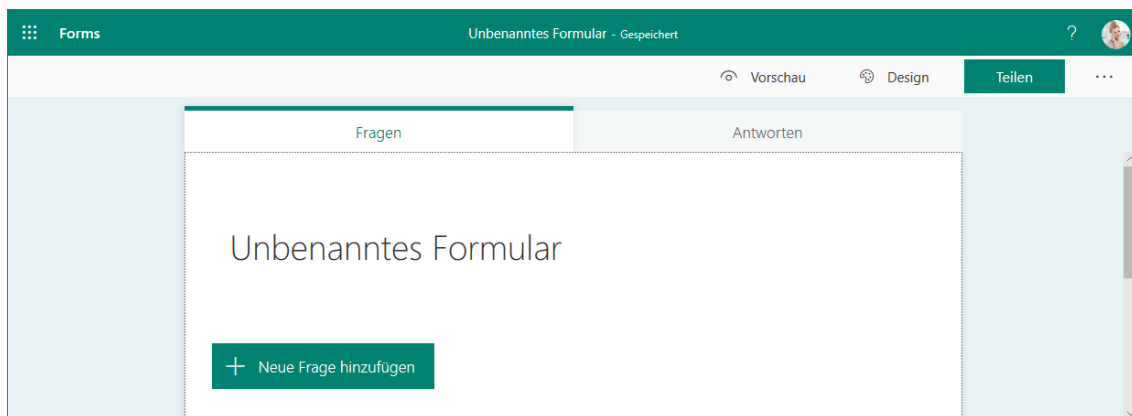 Forms
Unbenanntes Formular - Gespeichert
?
Vorschau
Design
Teilen
...
Fragen
Antworten
Unbenanntes Formular
+ Neue Frage hinzufügen